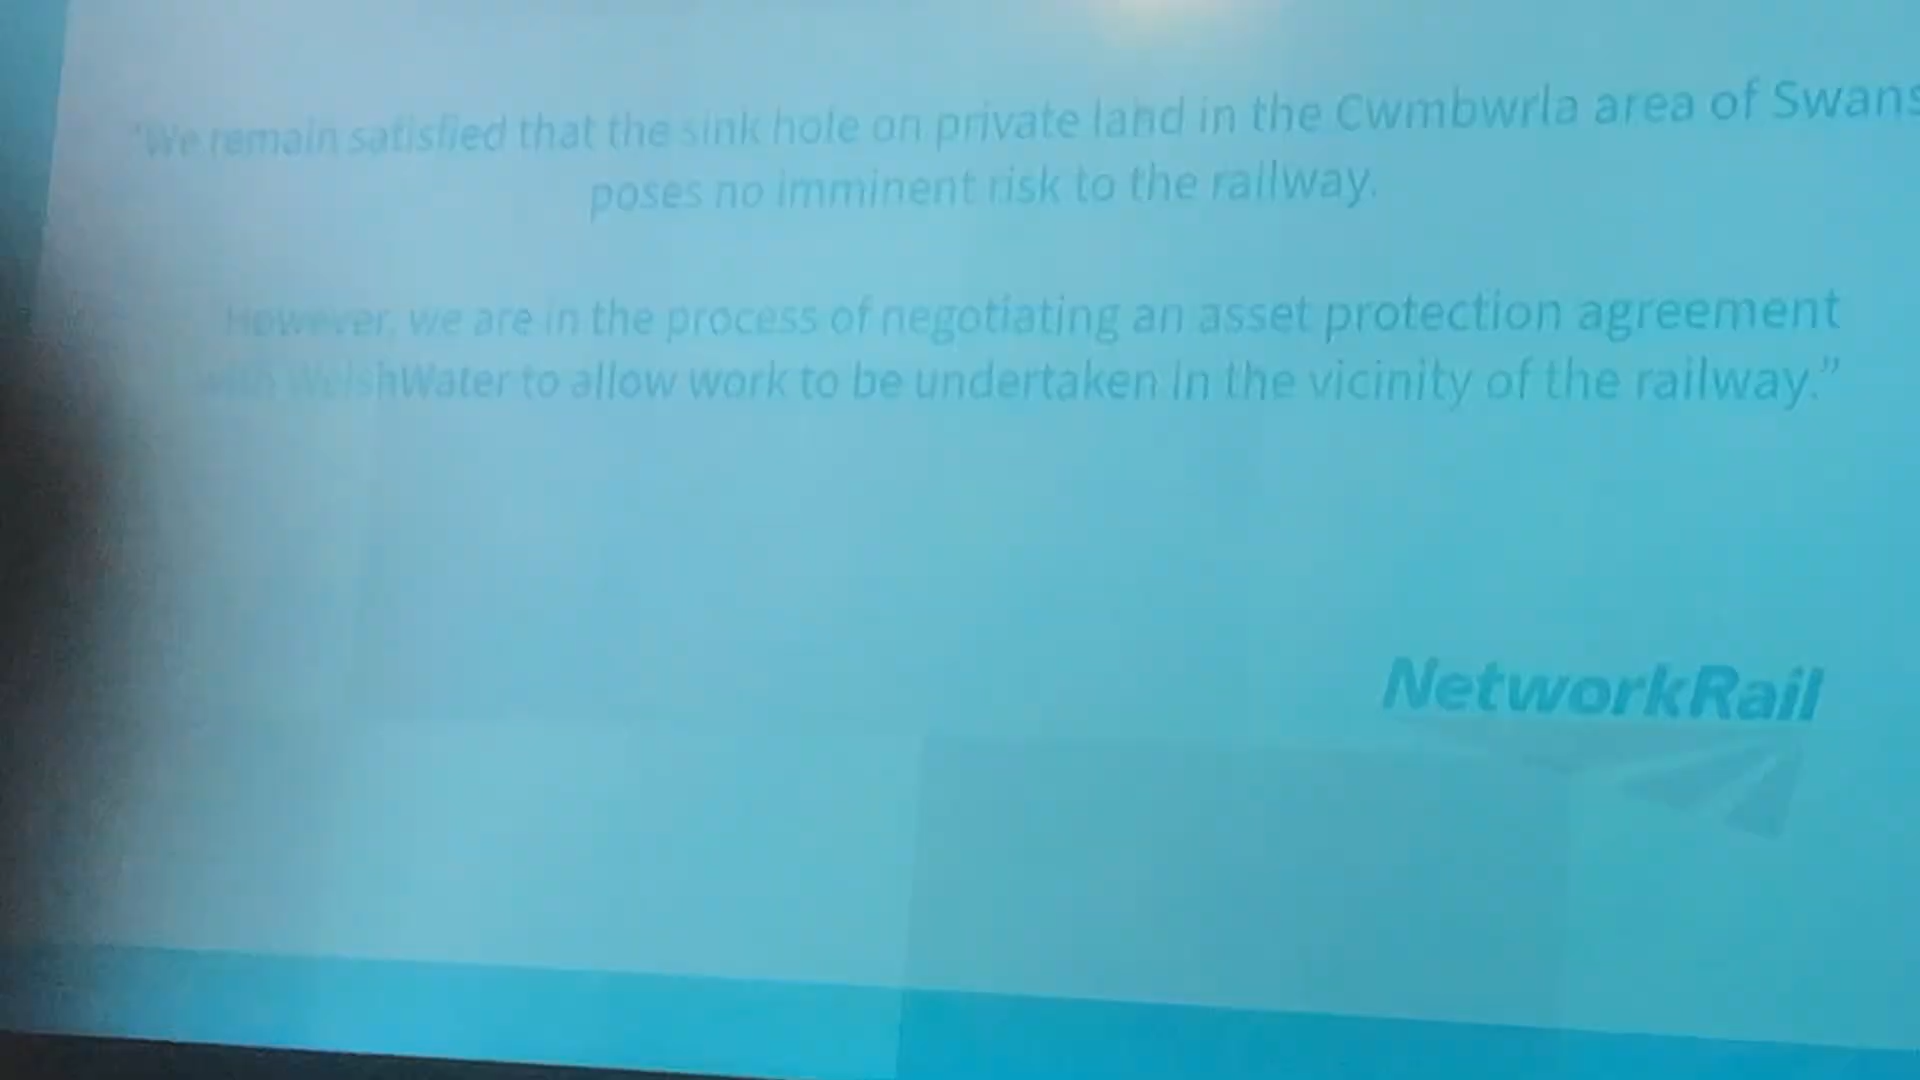 "We remain satisfied that the sink hole on private land in the Cwmbwrla area of Swans
poses no imminent risk to the railway.
However, we are in the process of negotiating an asset protection agreement
with WelshWater to allow work to be undertaken in the vicinity of the railway."
NetworkRail